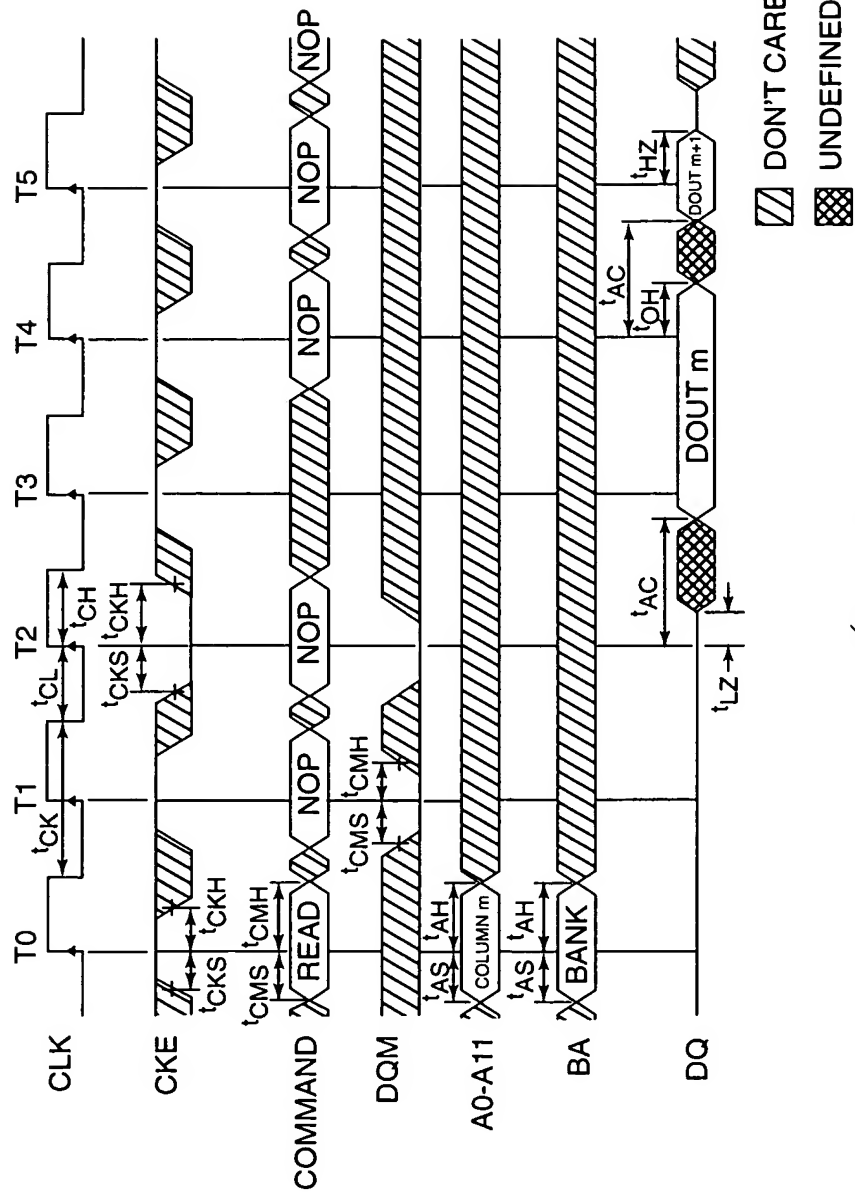 T0 T1 T2 T3 T4 T5
CLK
tCK tCL tCH
CKE
tCKS tCKH tCKS tCKH
tCMS tCMH
COMMAND READ NOP NOP NOP NOP NOP
tCMS tCMH
DQM
A0-A11 COLUMN m
tAS tAH
BA BANK
tAS tAH
DQ DOUT m DOUT m+1
tLZ tAC tOH tAC tHZ
DON'T CARE
UNDEFINED